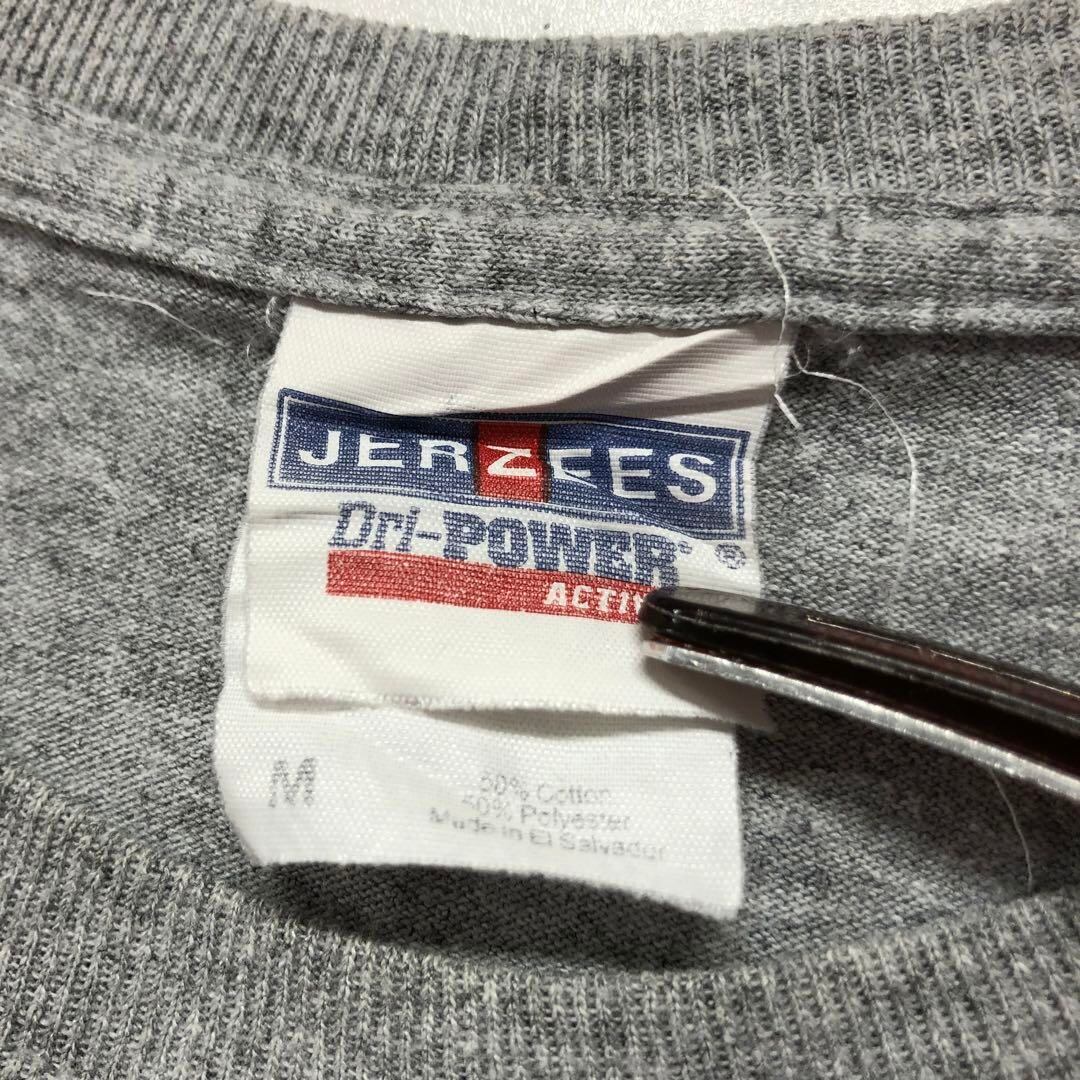 JERZEES
Dri-POWER®
ACTIV
M
50% Cotton
50% Polyester
Made in El Salvador